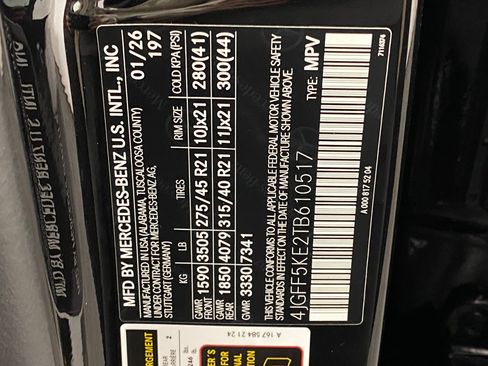 MFD BY MERCEDES-BENZ U.S. INTL., INC
MANUFACTURED IN USA (ALABAMA, TUSCALOOSA COUNTY)
MANUFACTURED FOR MERCEDES-BENZ AG,
STUTTGART (GERMANY)
01/26
197
KG LB TIRES RIM SIZE COLD KPA(PSI)
GAWR FRONT 1590 3505 275/45 R21 10Jx21 280(41)
GAWR REAR 1850 4079 315/40 R21 11Jx21 300(44)
GVWR 3330 7341
THIS VEHICLE CONFORMS TO ALL APPLICABLE FEDERAL MOTOR VEHICLE SAFETY
STANDARDS IN EFFECT ON THE DATE OF MANUFACTURE SHOWN ABOVE.
4JGFF5KE2TB610517 TYPE: MPV
A 000 817 52 04
7114074
A 167 584 21 24